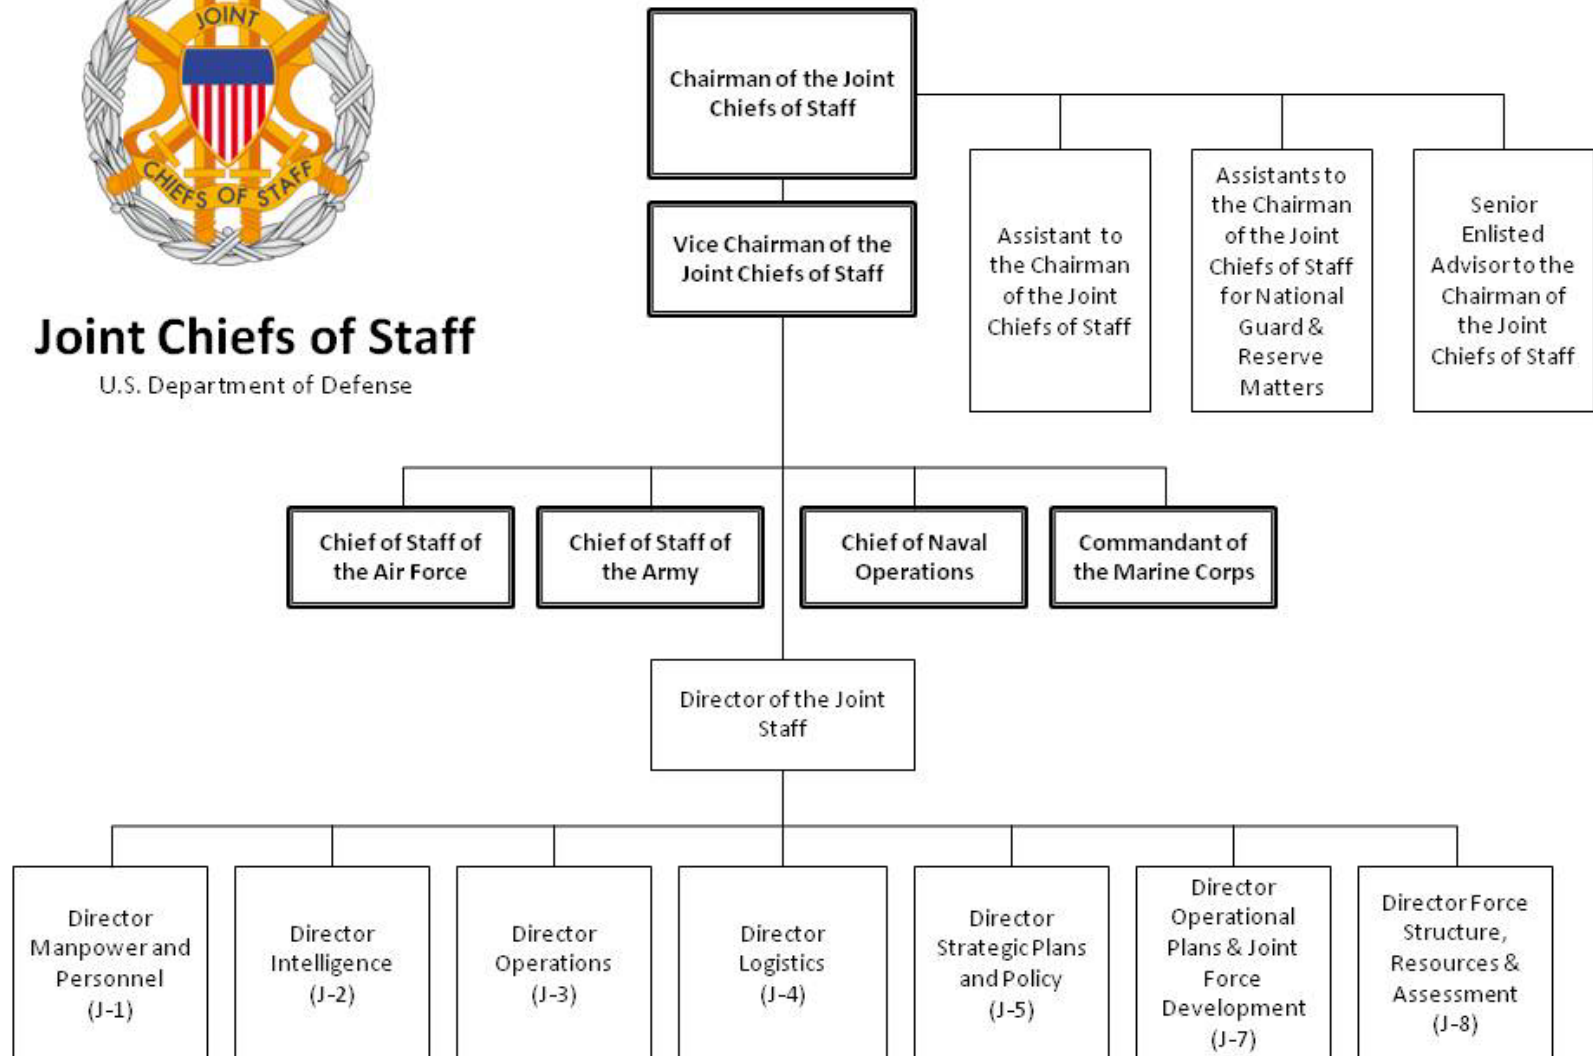 JOINT
CHIEFS OF STAFF
Joint Chiefs of Staff
U.S. Department of Defense
Chairman of the Joint
Chiefs of Staff
Vice Chairman of the
Joint Chiefs of Staff
Assistant to
the Chairman
of the Joint
Chiefs of Staff
Assistants to
the Chairman
of the Joint
Chiefs of Staff
for National
Guard &
Reserve
Matters
Senior
Enlisted
Advisor to the
Chairman of
the Joint
Chiefs of Staff
Chief of Staff of
the Air Force
Chief of Staff of
the Army
Chief of Naval
Operations
Commandant of
the Marine Corps
Director of the Joint
Staff
Director
Manpower and
Personnel
(J-1)
Director
Intelligence
(J-2)
Director
Operations
(J-3)
Director
Logistics
(J-4)
Director
Strategic Plans
and Policy
(J-5)
Director
Operational
Plans & Joint
Force
Development
(J-7)
Director Force
Structure,
Resources &
Assessment
(J-8)